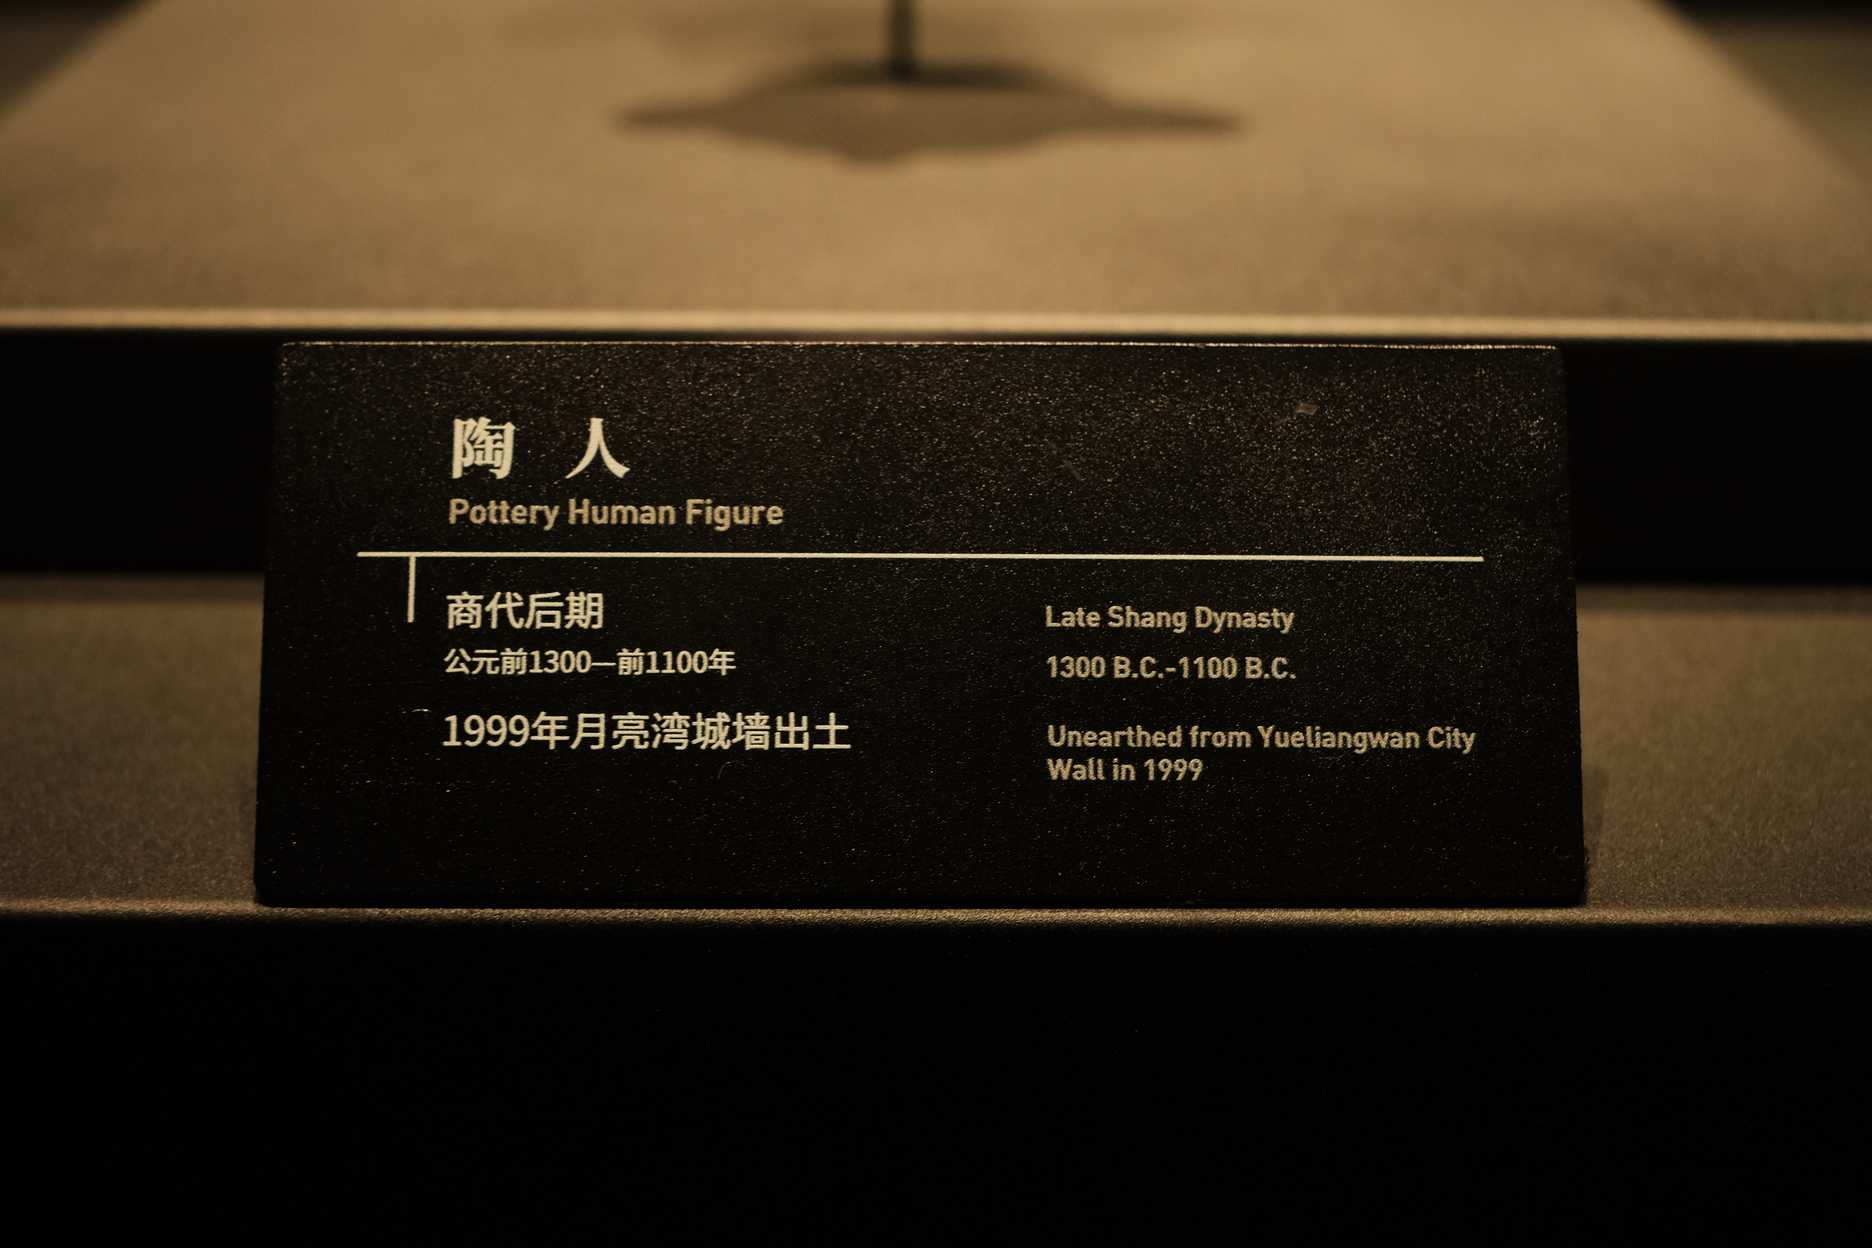 陶 人
Pottery Human Figure
商代后期
公元前1300—前1100年
1999年月亮湾城墙出土
Late Shang Dynasty
1300 B.C.-1100 B.C.
Unearthed from Yueliangwan City
Wall in 1999